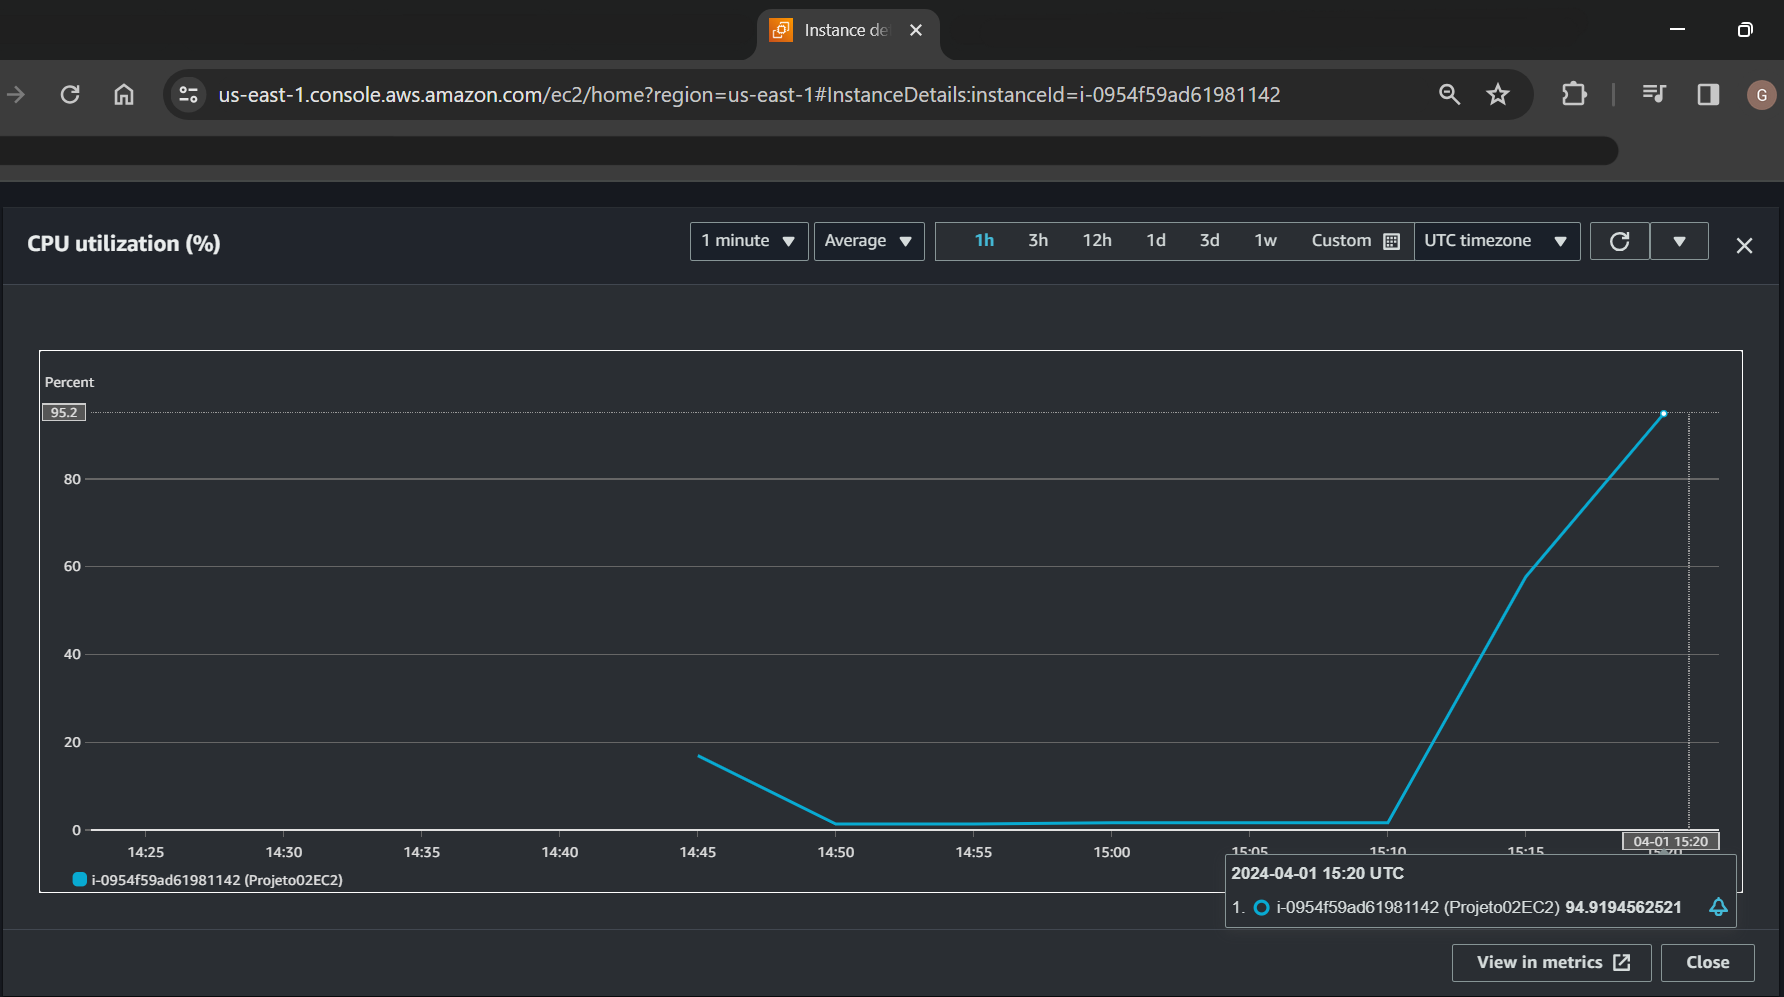 Instance de
us-east-1.console.aws.amazon.com/ec2/home?region=us-east-1#InstanceDetails:instanceId=i-0954f59ad61981142
G
CPU utilization (%)
1 minute
Average
1h 3h 12h 1d 3d 1w Custom
UTC timezone
Percent
95.2
80
60
40
20
0
14:25 14:30 14:35 14:40 14:45 14:50 14:55 15:00 15:05 15:10 15:15 15:20
04-01 15:20
i-0954f59ad61981142 (Projeto02EC2)
2024-04-01 15:20 UTC
1. i-0954f59ad61981142 (Projeto02EC2) 94.9194562521
View in metrics
Close